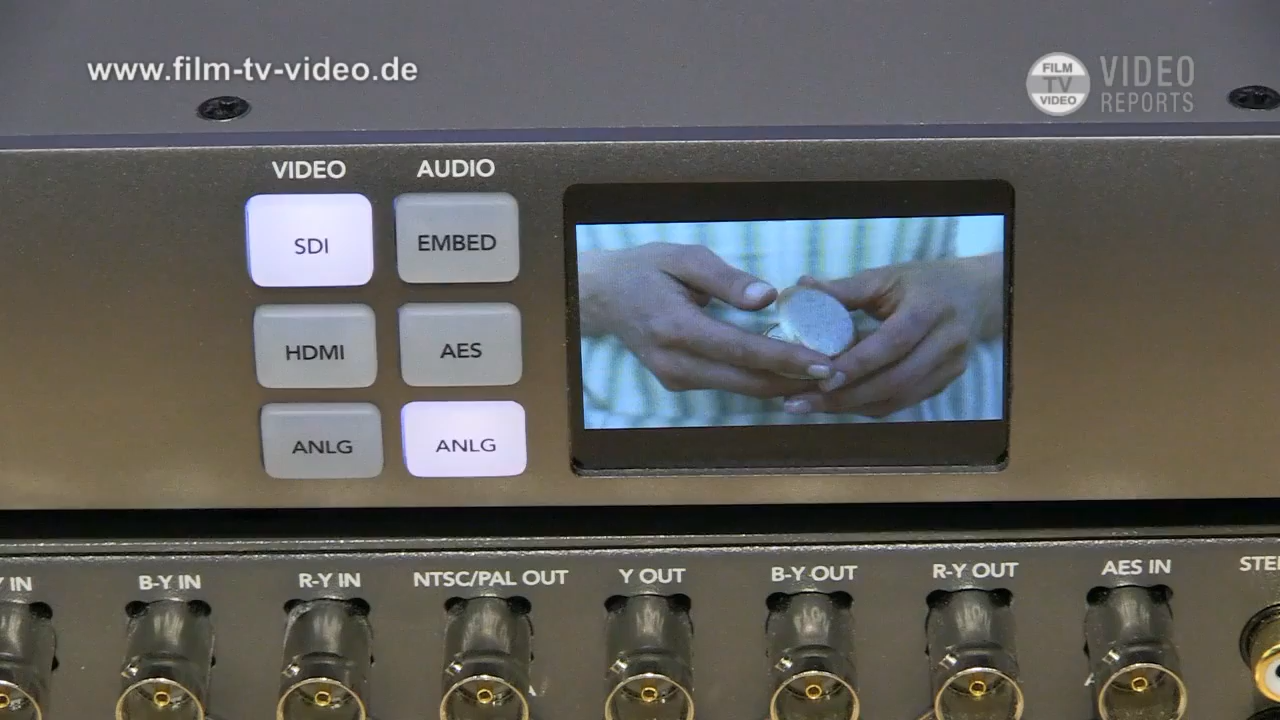 www.film-tv-video.de
FILM
TV
VIDEO
VIDEO
REPORTS
VIDEO AUDIO
SDI EMBED
HDMI AES
ANLG ANLG
Y IN B-Y IN R-Y IN NTSC/PAL OUT Y OUT B-Y OUT R-Y OUT AES IN